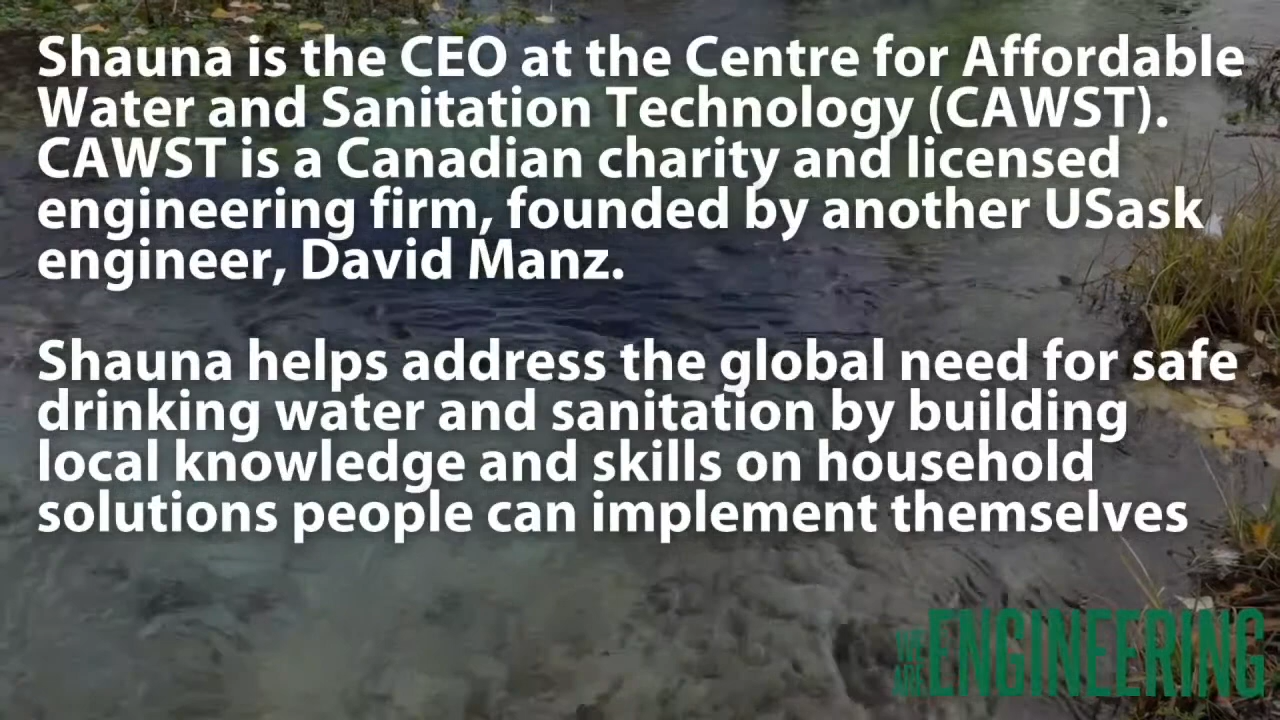 Shauna is the CEO at the Centre for Affordable
Water and Sanitation Technology (CAWST).
CAWST is a Canadian charity and licensed
engineering firm, founded by another USask
engineer, David Manz.
Shauna helps address the global need for safe
drinking water and sanitation by building
local knowledge and skills on household
solutions people can implement themselves
WE ARE ENGINEERING